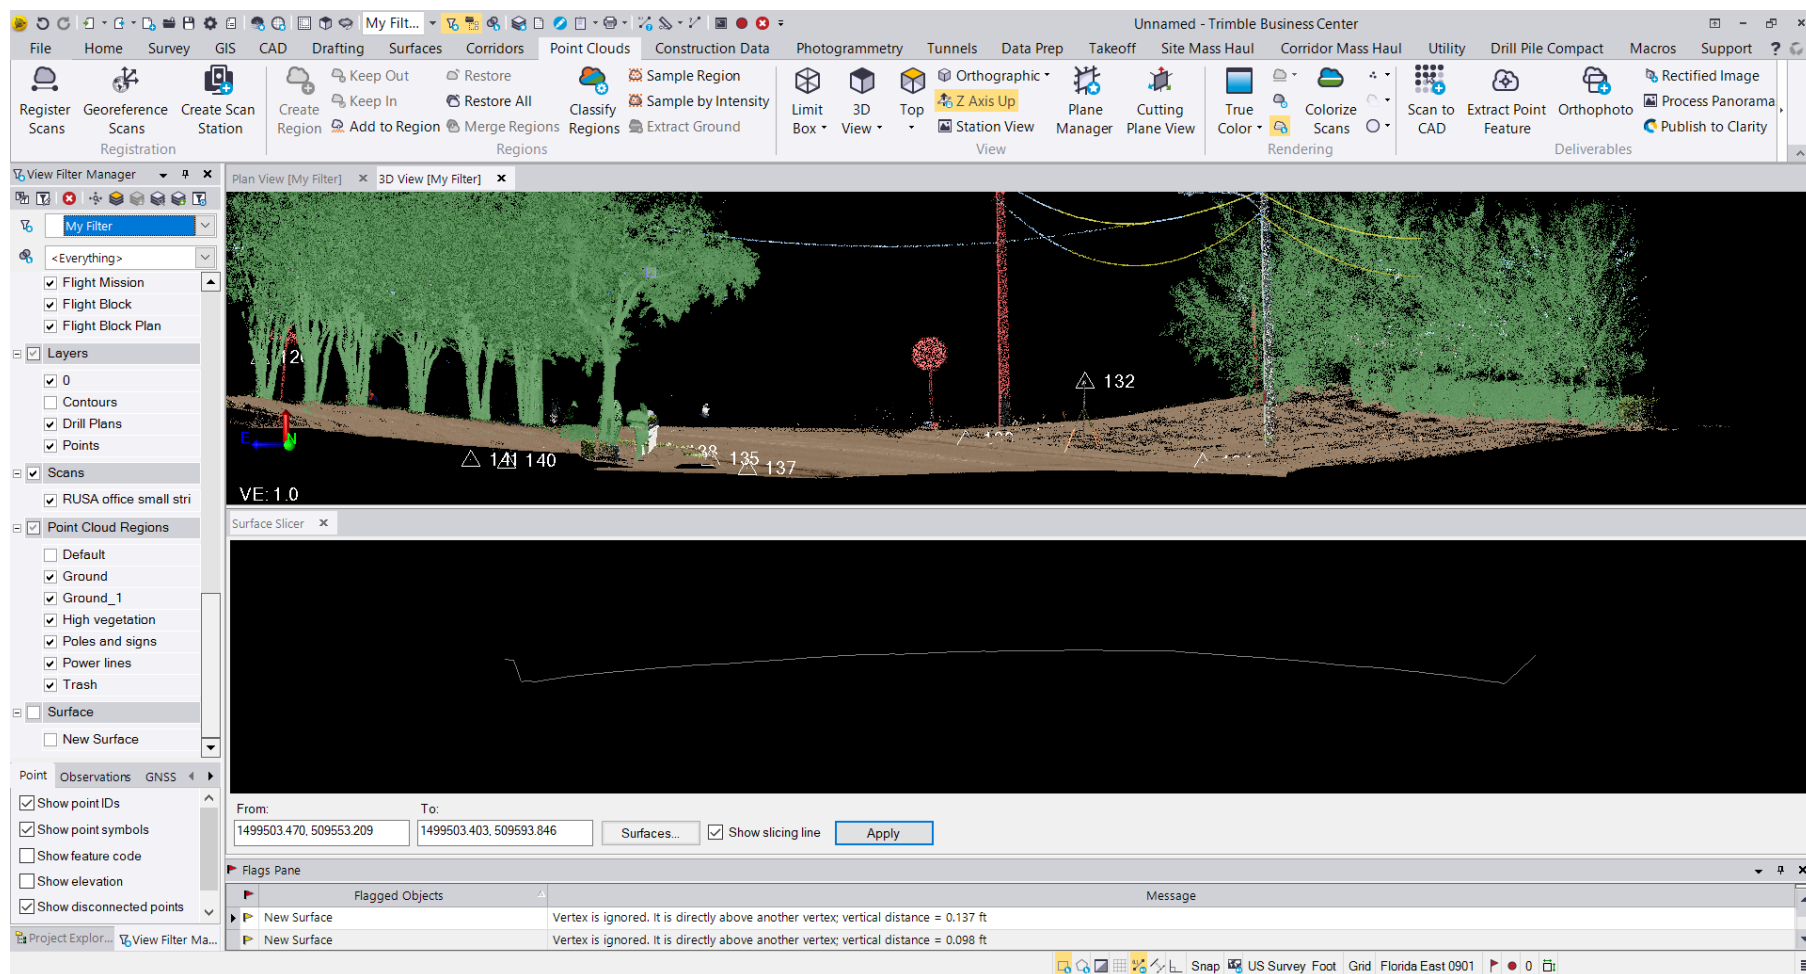 My Filt...
Unnamed - Trimble Business Center
File Home Survey GIS CAD Drafting Surfaces Corridors Point Clouds Construction Data Photogrammetry Tunnels Data Prep Takeoff Site Mass Haul Corridor Mass Haul Utility Drill Pile Compact Macros Support ?
Register Scans
Georeference Scans
Create Scan Station
Registration
Create Region
Keep Out
Keep In
Add to Region
Restore
Restore All
Merge Regions
Classify Regions
Sample Region
Sample by Intensity
Extract Ground
Regions
Limit Box
3D View
Top
Orthographic
Z Axis Up
Station View
Plane Manager
Cutting Plane View
View
True Color
Colorize Scans
Rendering
Scan to CAD
Extract Point Feature
Orthophoto
Rectified Image
Process Panorama
Publish to Clarity
Deliverables
View Filter Manager
My Filter
<Everything>
Flight Mission
Flight Block
Flight Block Plan
Layers
0
Contours
Drill Plans
Points
Scans
RUSA office small stri
Point Cloud Regions
Default
Ground
Ground_1
High vegetation
Poles and signs
Power lines
Trash
Surface
New Surface
Point Observations GNSS
Show point IDs
Show point symbols
Show feature code
Show elevation
Show disconnected points
Project Explor... View Filter Ma...
Plan View [My Filter] 3D View [My Filter]
132
E N
141 140 135 137
VE: 1.0
Surface Slicer
From: To:
1499503.470, 509553.209 1499503.403, 509593.846 Surfaces... Show slicing line Apply
Flags Pane
Flagged Objects Message
New Surface Vertex is ignored. It is directly above another vertex; vertical distance = 0.137 ft
New Surface Vertex is ignored. It is directly above another vertex; vertical distance = 0.098 ft
Snap US Survey Foot Grid Florida East 0901 0